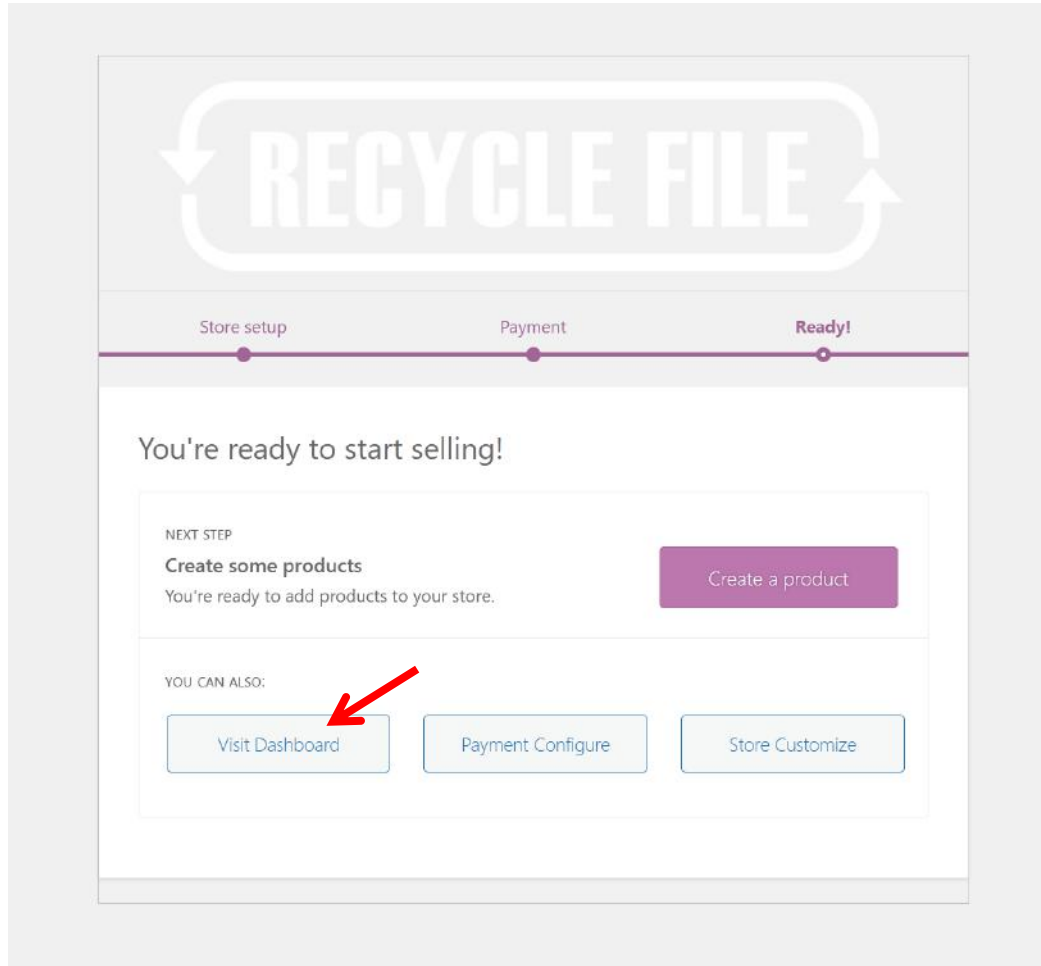 RECYCLE FILE
Store setup Payment Ready!
You're ready to start selling!
NEXT STEP
Create some products
You're ready to add products to your store.
Create a product
YOU CAN ALSO:
Visit Dashboard Payment Configure Store Customize